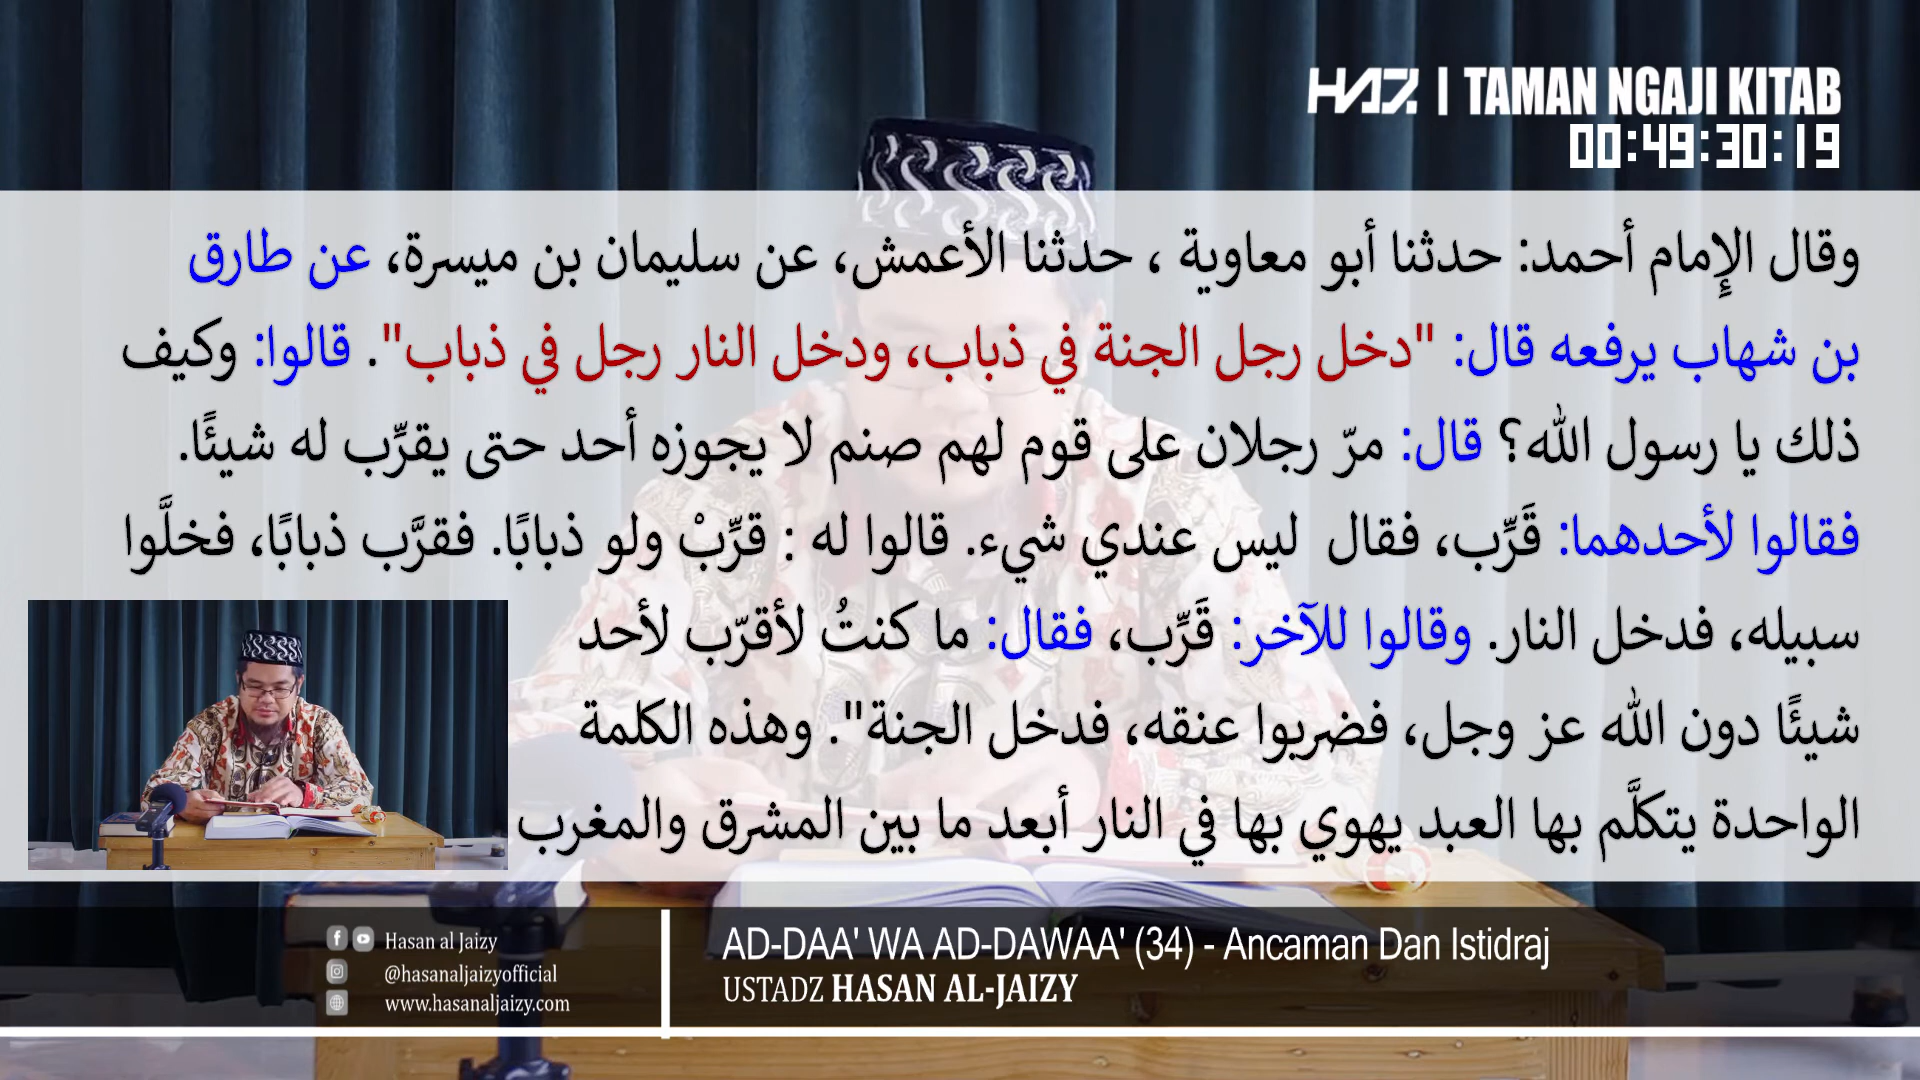 HAZI | TAMAN NGAJI KITAB
00:49:30:19
وقال الإِمام أحمد: حدثنا أبو معاوية ، حدثنا الأعمش، عن سليمان بن ميسرة، عن طارق
بن شهاب يرفعه قال: "دخل رجل الجنة في ذباب، ودخل النار رجل في ذباب". قالوا: وكيف
ذلك يا رسول الله؟ قال: مرّ رجلان على قوم لهم صنم لا يجوزه أحد حتى يقرِّب له شيئًا.
فقالوا لأحدهما: قَرِّب، فقال ليس عندي شيء. قالوا له : قرِّبْ ولو ذبابًا. فقرَّب ذبابًا، فخلَّوا
سبيله، فدخل النار. وقالوا للآخر: قَرِّب، فقال: ما كنتُ لأقرّب لأحد
شيئًا دون الله عز وجل، فضربوا عنقه، فدخل الجنة". وهذه الكلمة
الواحدة يتكلَّم بها العبد يهوي بها في النار أبعد ما بين المشرق والمغرب
Hasan al Jaizy
@hasanaljaizyofficial
www.hasanaljaizy.com
AD-DAA' WA AD-DAWAA' (34) - Ancaman Dan Istidraj
USTADZ HASAN AL-JAIZY